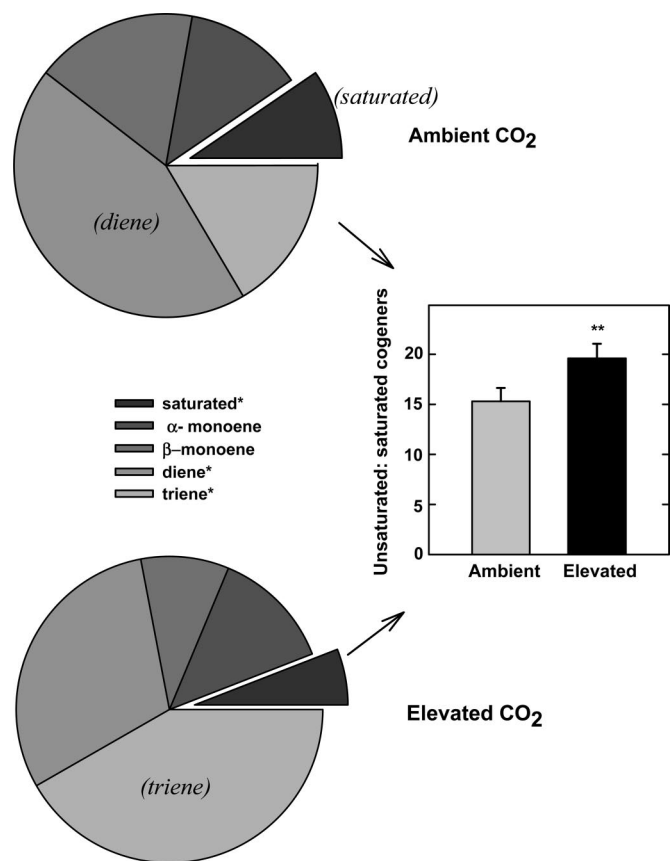 (saturated)
Ambient CO2
(diene)
Unsaturated: saturated cogeners
**
20
15
10
5
0
Ambient Elevated
saturated*
α- monoene
β–monoene
diene*
triene*
Elevated CO2
(triene)